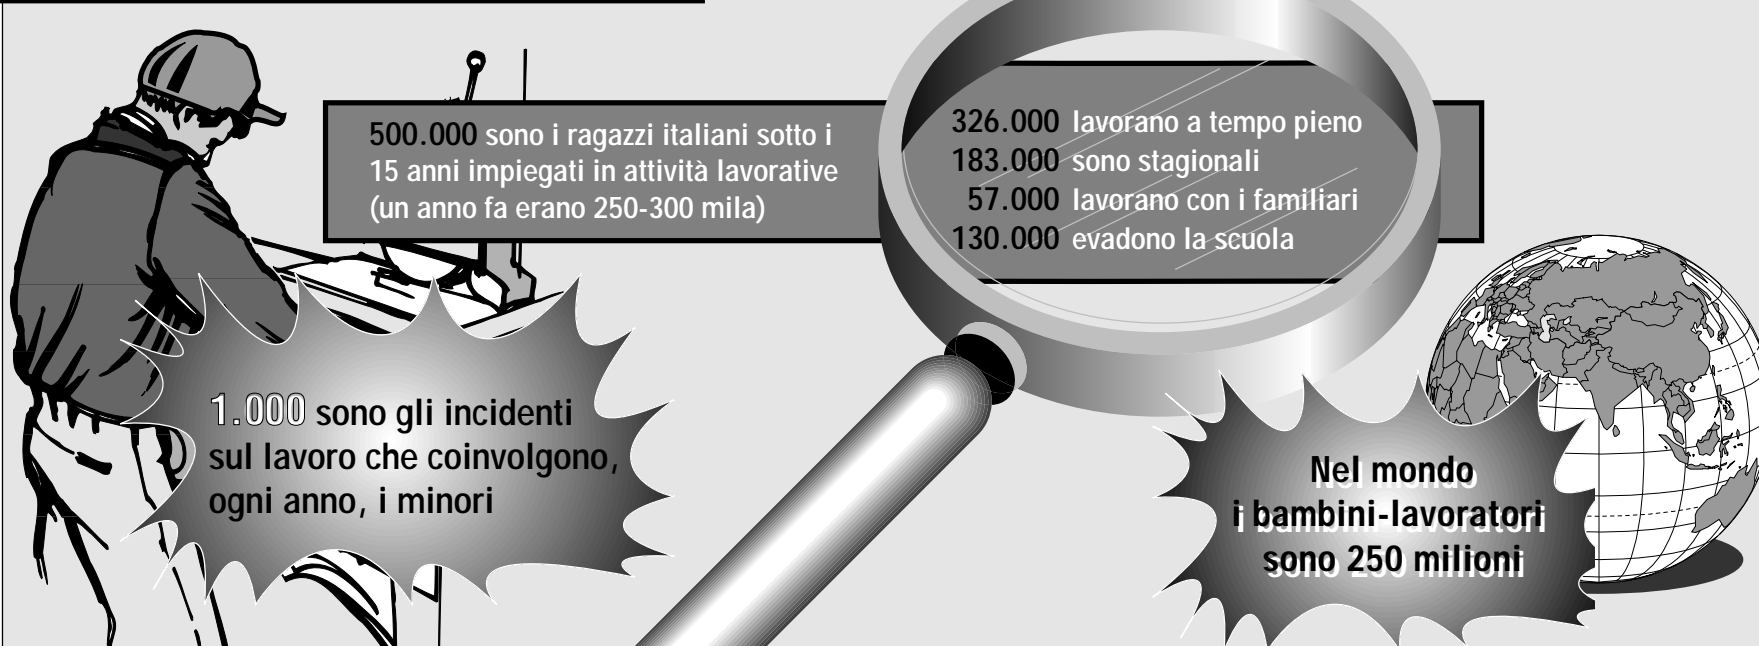 500.000 sono i ragazzi italiani sotto i
15 anni impiegati in attività lavorative
(un anno fa erano 250-300 mila)
326.000 lavorano a tempo pieno
183.000 sono stagionali
57.000 lavorano con i familiari
130.000 evadono la scuola
1.000 sono gli incidenti
sul lavoro che coinvolgono,
ogni anno, i minori
Nel mondo
i bambini-lavoratori
sono 250 milioni